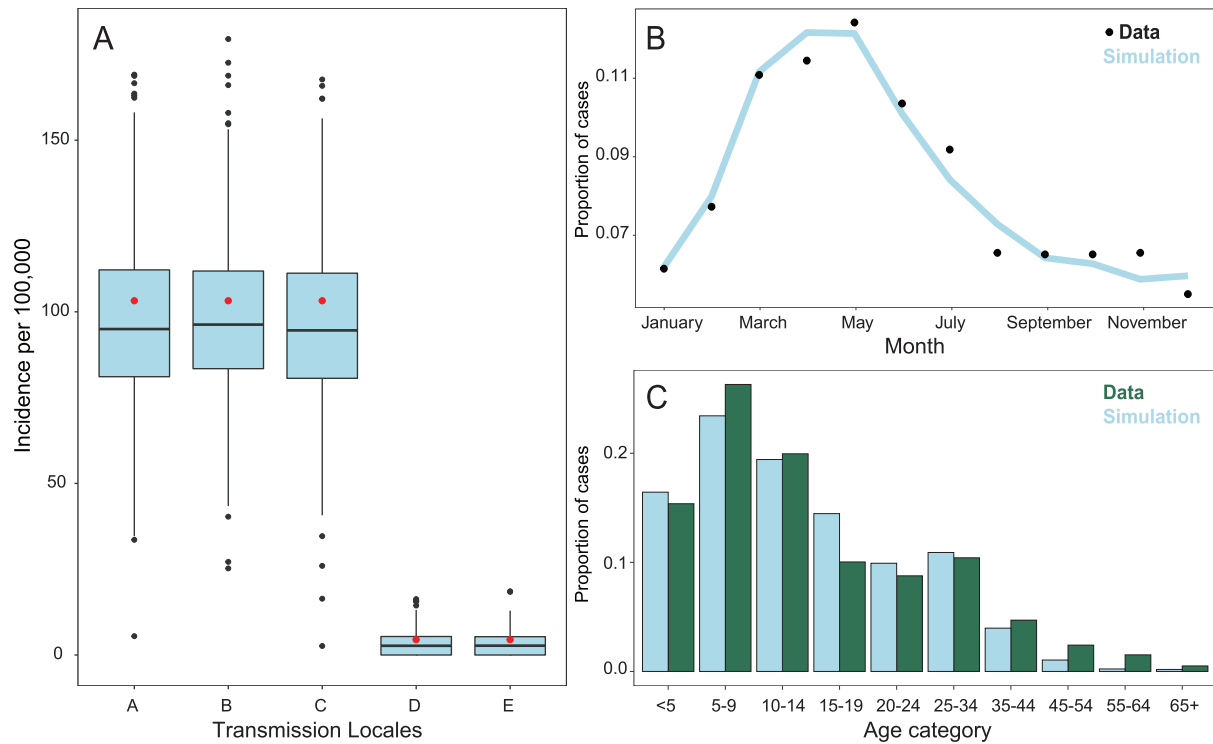 A
Incidence per 100,000
150
100
50
0
A B C D E
Transmission Locales
B
Data
Simulation
Proportion of cases
0.11
0.09
0.07
January March May July September November
Month
C
Data
Simulation
Proportion of cases
0.2
0.1
0.0
<5 5-9 10-14 15-19 20-24 25-34 35-44 45-54 55-64 65+
Age category